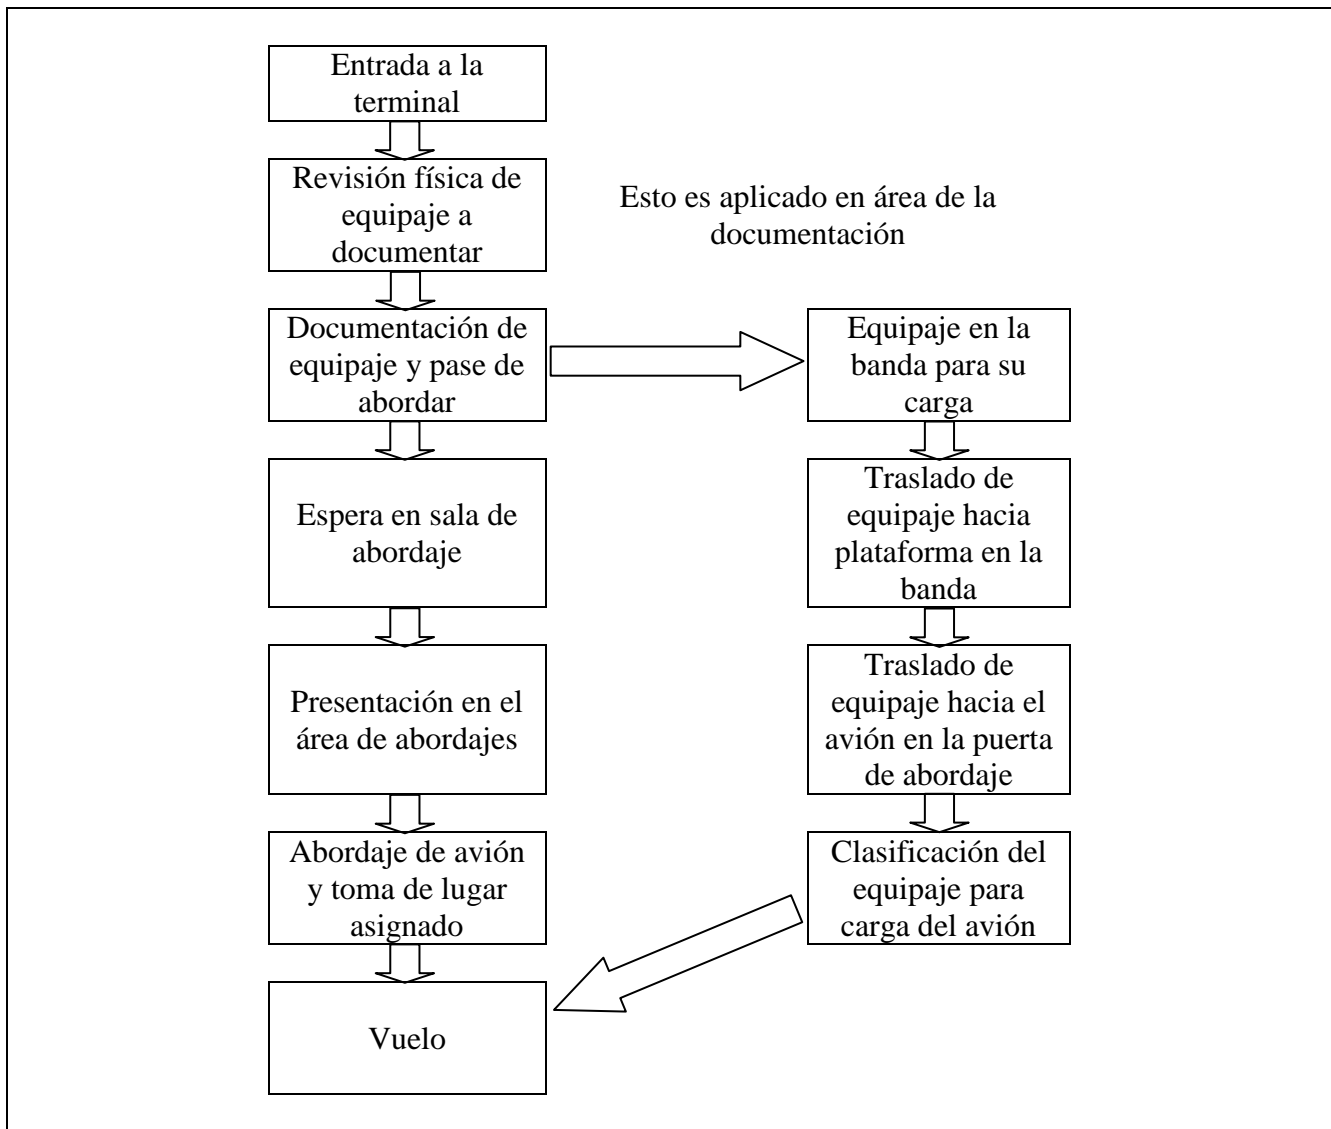 Entrada a la
terminal
Revisión física de
equipaje a
documentar
Esto es aplicado en área de la
documentación
Documentación de
equipaje y pase de
abordar
Equipaje en la
banda para su
carga
Espera en sala de
abordaje
Traslado de
equipaje hacia
plataforma en la
banda
Presentación en el
área de abordajes
Traslado de
equipaje hacia el
avión en la puerta
de abordaje
Abordaje de avión
y toma de lugar
asignado
Clasificación del
equipaje para
carga del avión
Vuelo